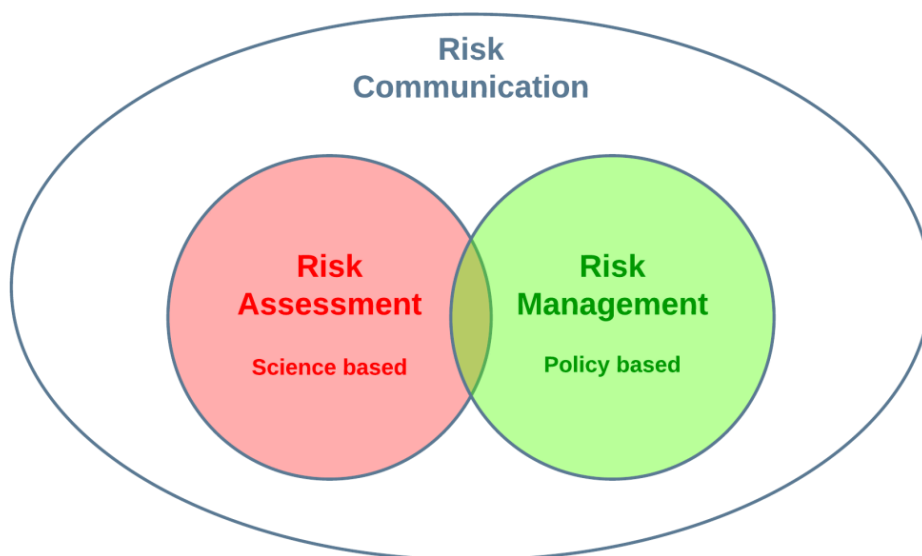 Risk
Communication
Risk
Assessment
Science based
Risk
Management
Policy based